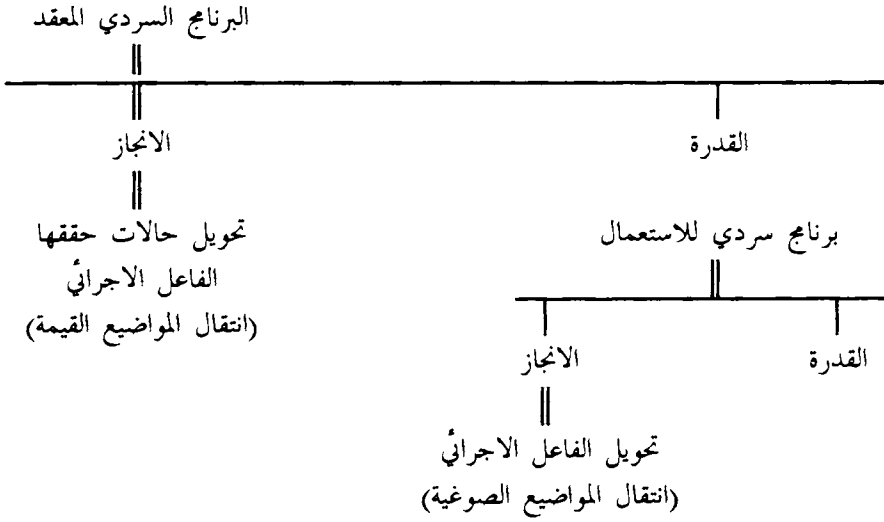 البرنامج السردي المعقد
القدرة
الانجاز
برنامج سردي للاستعمال
تحويل حالات حققها
الفاعل الاجرائي
(انتقال المواضيع القيمة)
القدرة
الانجاز
تحويل الفاعل الاجرائي
(انتقال المواضيع الصوغية)